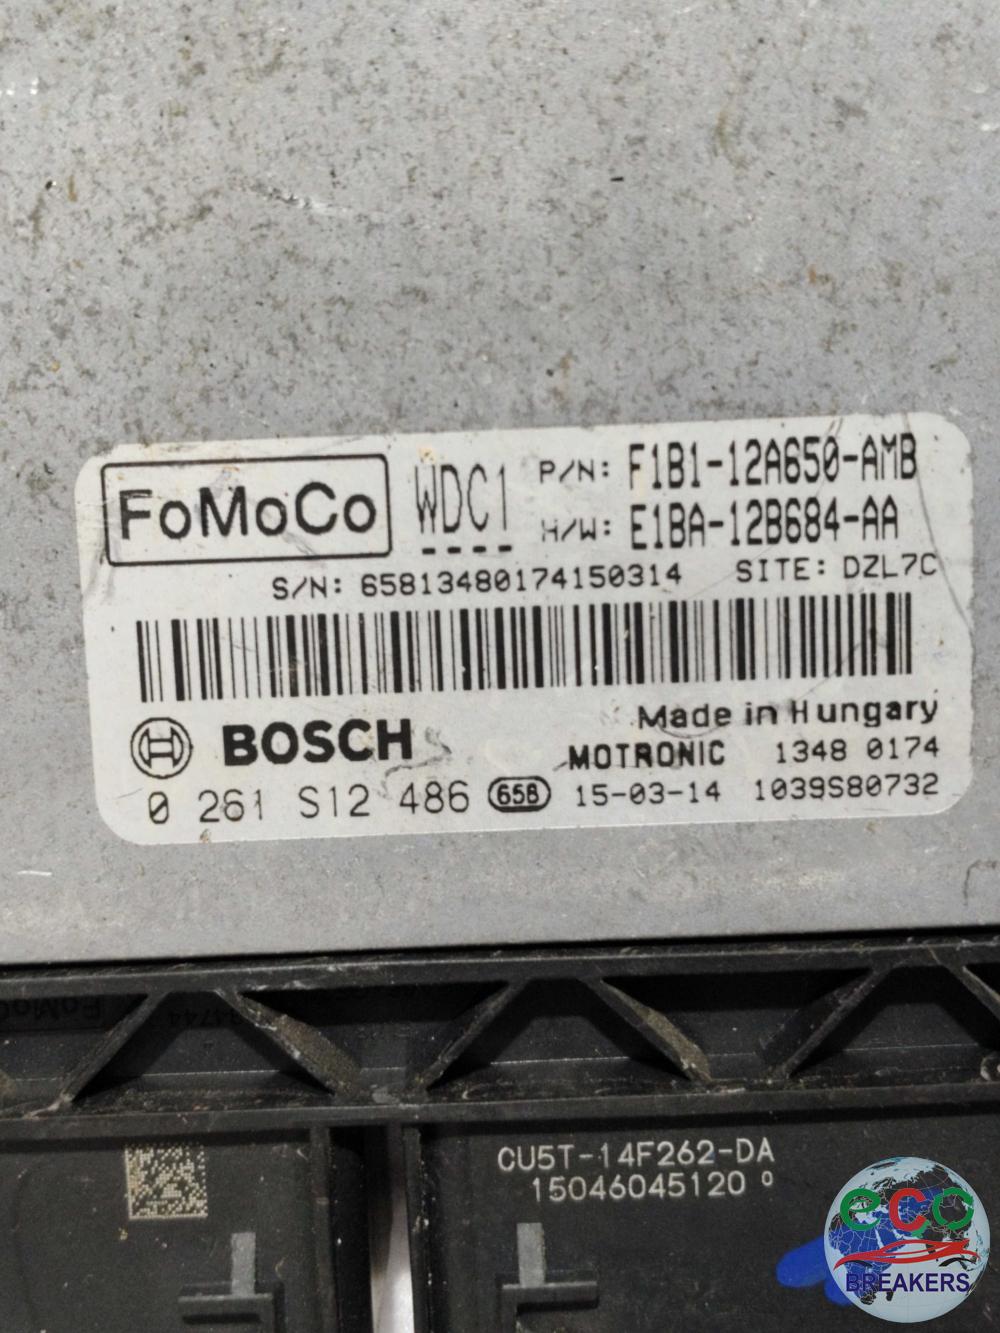 FoMoCo WDC1 P/N: F1B1-12A650-AMB
H/W: E1BA-12B684-AA
S/N: 65813480174150314 SITE: DZL7C
BOSCH Made in Hungary
MOTRONIC 1348 0174
0 261 S12 486 65B 15-03-14 1039S80732
FoMoCo
CU5T-14F262-DA
15046045120
eco
BREAKERS